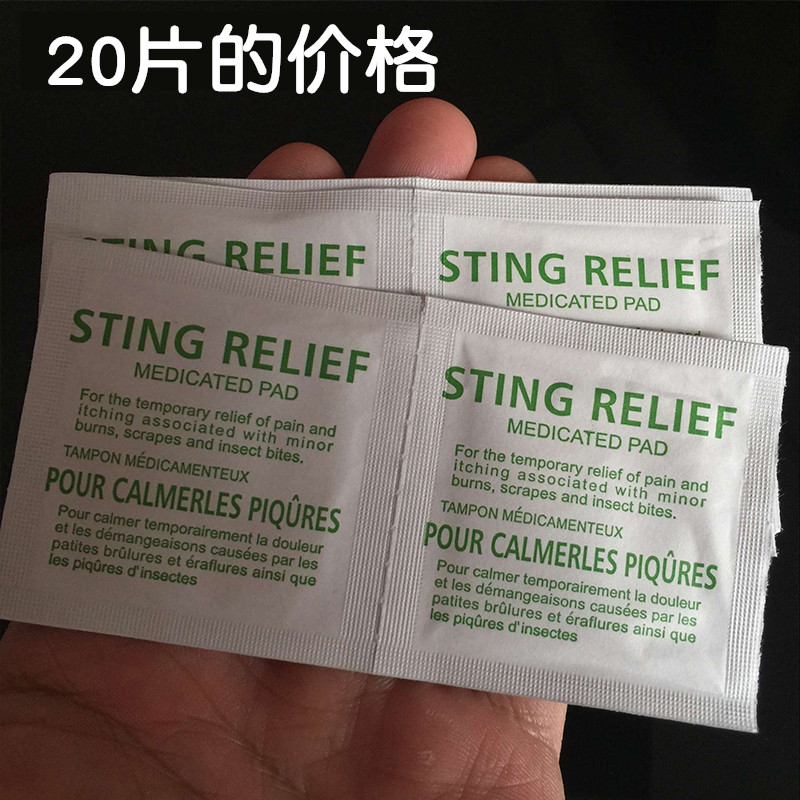 20片的价格
STING RELIEF
STING RELIEF
MEDICATED PAD
STING RELIEF
MEDICATED PAD
For the temporary relief of pain and
itching associated with minor
burns, scrapes and insect bites.
TAMPON MÉDICAMENTEUX
POUR CALMERLES PIQÛRES
Pour calmer temporairement la douleur
et les démangeaisons causées par les
patites brûlures et éraflures ainsi que
les piqûres d'insectes
STING RELIEF
MEDICATED PAD
For the temporary relief of pain and
itching associated with minor
burns, scrapes and insect bites.
TAMPON MÉDICAMENTEUX
POUR CALMERLES PIQÛRES
Pour calmer temporairement la douleur
et les démangeaisons causées par les
patites brûlures et éraflures ainsi que
les piqûres d'insectes